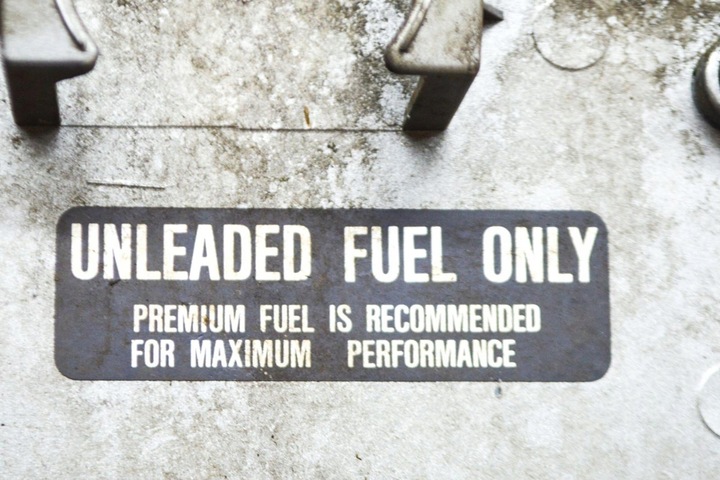 UNLEADED FUEL ONLY
PREMIUM FUEL IS RECOMMENDED
FOR MAXIMUM PERFORMANCE